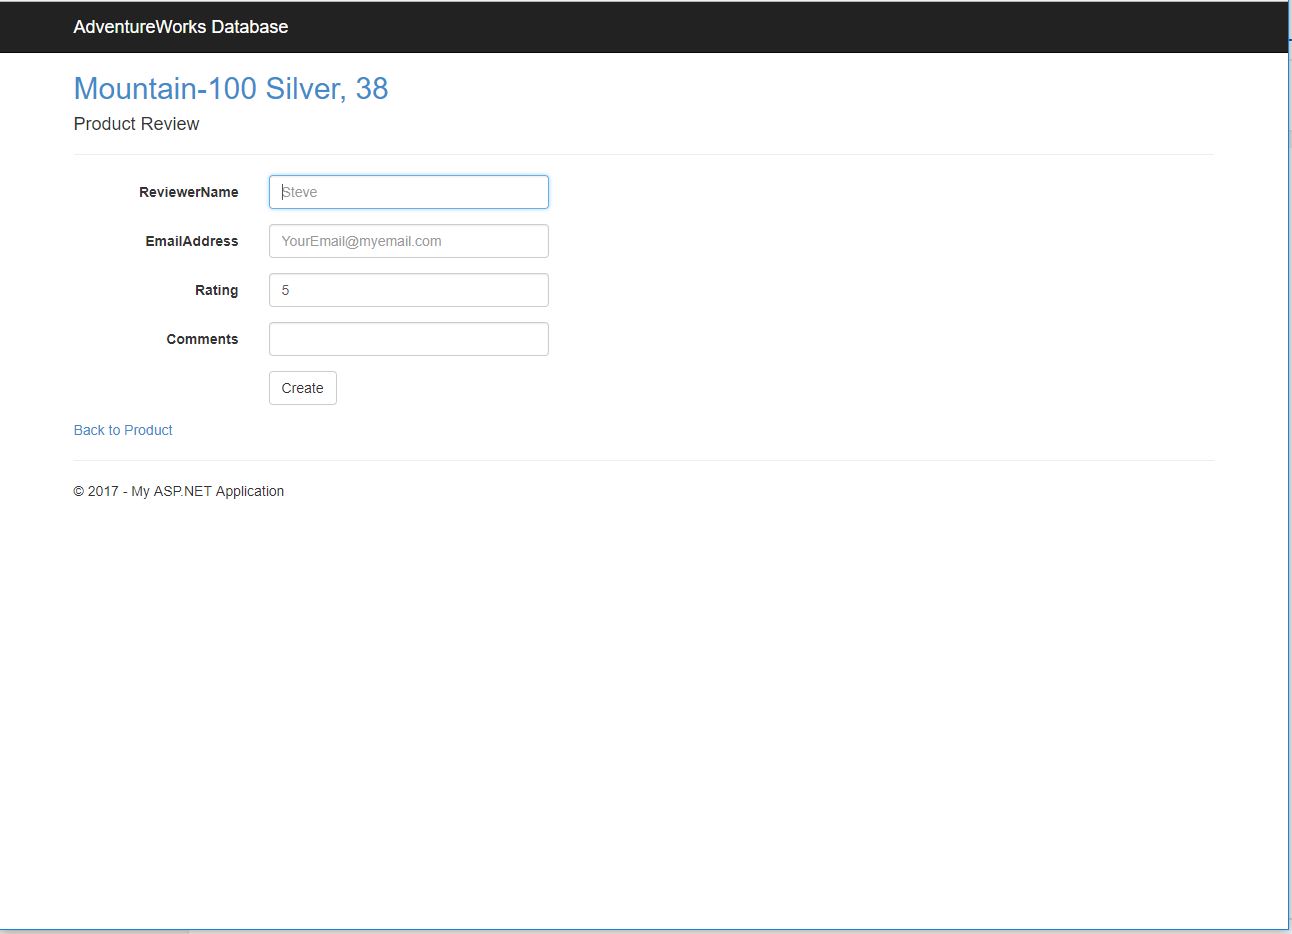 AdventureWorks Database
Mountain-100 Silver, 38
Product Review
ReviewerName Steve
EmailAddress YourEmail@myemail.com
Rating 5
Comments
Create
Back to Product
© 2017 - My ASP.NET Application